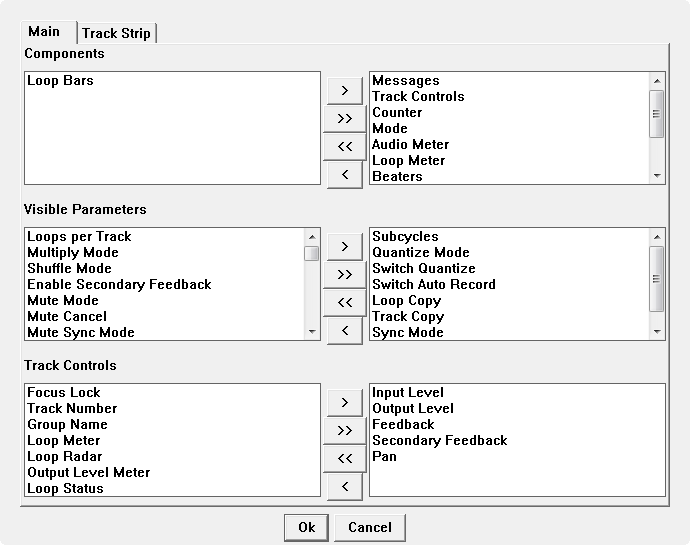 Main Track Strip
Components
Loop Bars
>
>>
<<
<
Messages
Track Controls
Counter
Mode
Audio Meter
Loop Meter
Beaters
Visible Parameters
Loops per Track
Multiply Mode
Shuffle Mode
Enable Secondary Feedback
Mute Mode
Mute Cancel
Mute Sync Mode
>
>>
<<
<
Subcycles
Quantize Mode
Switch Quantize
Switch Auto Record
Loop Copy
Track Copy
Sync Mode
Track Controls
Focus Lock
Track Number
Group Name
Loop Meter
Loop Radar
Output Level Meter
Loop Status
>
>>
<<
<
Input Level
Output Level
Feedback
Secondary Feedback
Pan
Ok Cancel